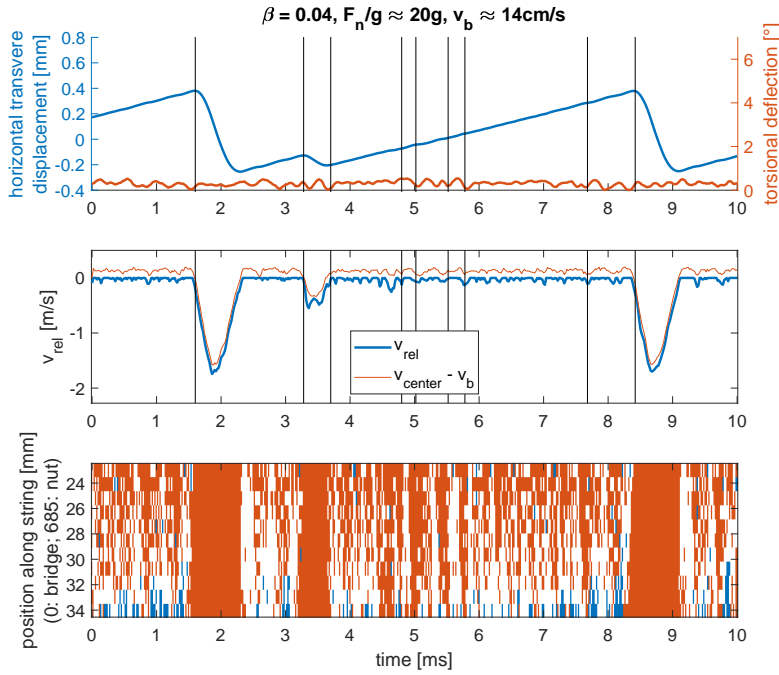 β = 0.04, F_n/g ≈ 20g, v_b ≈ 14cm/s
horizontal transvere
displacement [mm]
0.8
0.6
0.4
0.2
0
-0.2
-0.4
torsional deflection [°]
6
4
2
0
0 1 2 3 4 5 6 7 8 9 10
v_rel [m/s]
0
-1
-2
v_rel
v_center - v_b
0 1 2 3 4 5 6 7 8 9 10
position along string [mm]
(0: bridge; 685: nut)
24
26
28
30
32
34
0 1 2 3 4 5 6 7 8 9 10
time [ms]